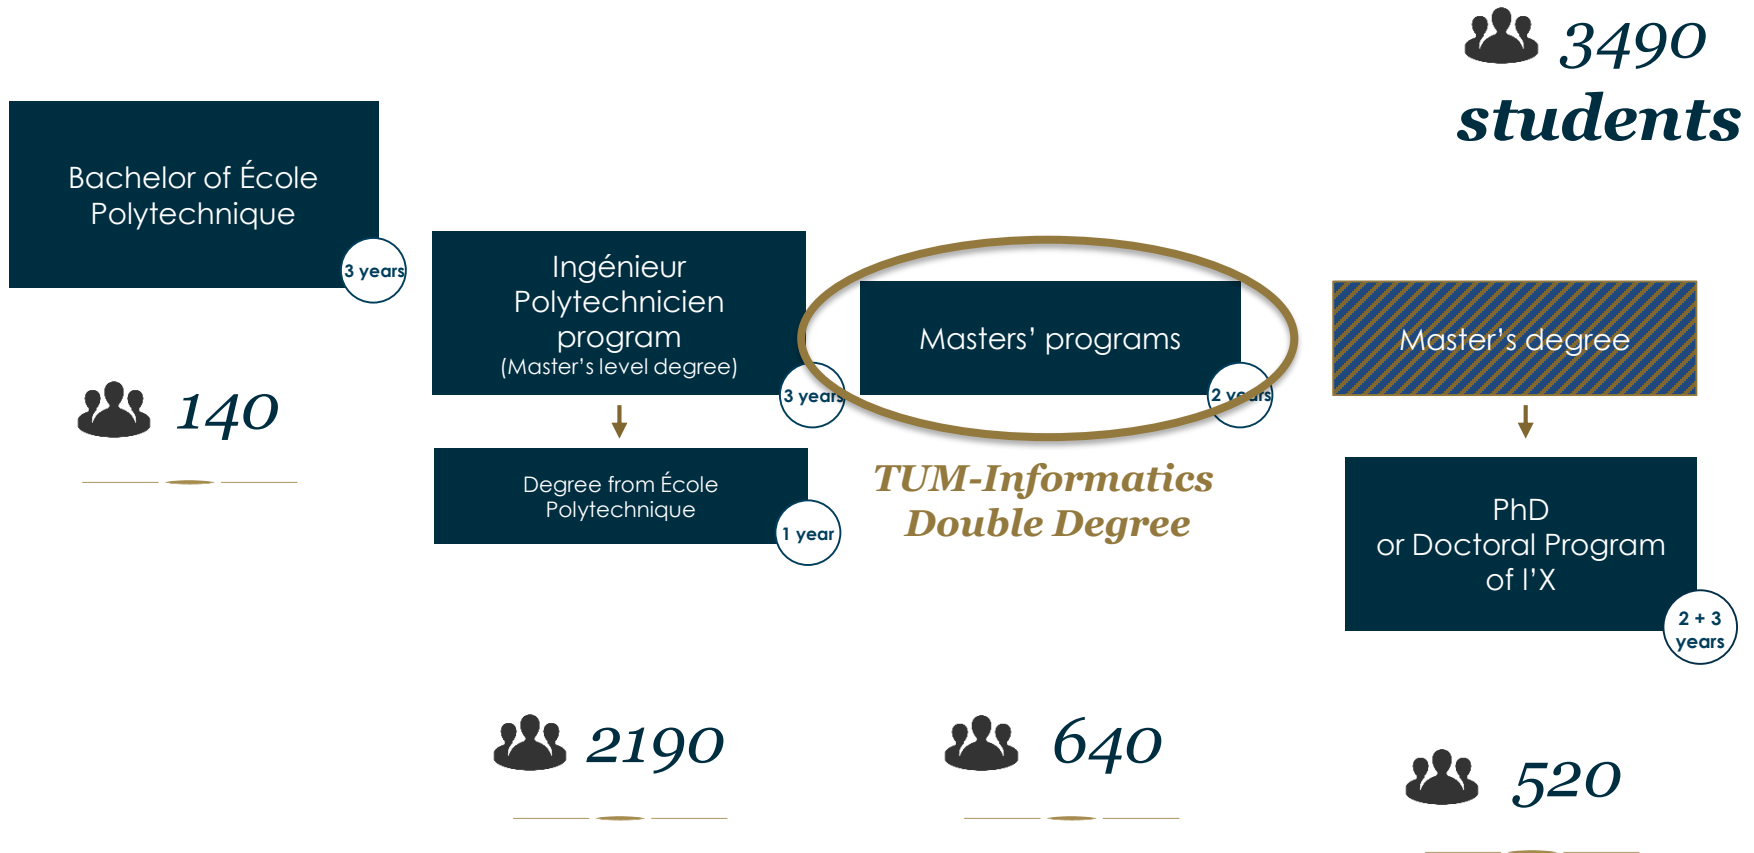 3490
students
Bachelor of École
Polytechnique
3 years
140
Ingénieur
Polytechnicien
program
(Master's level degree)
3 years
Degree from École
Polytechnique
1 year
2190
Masters' programs
2 years
TUM-Informatics
Double Degree
640
Master's degree
PhD
or Doctoral Program
of l'X
2 + 3
years
520